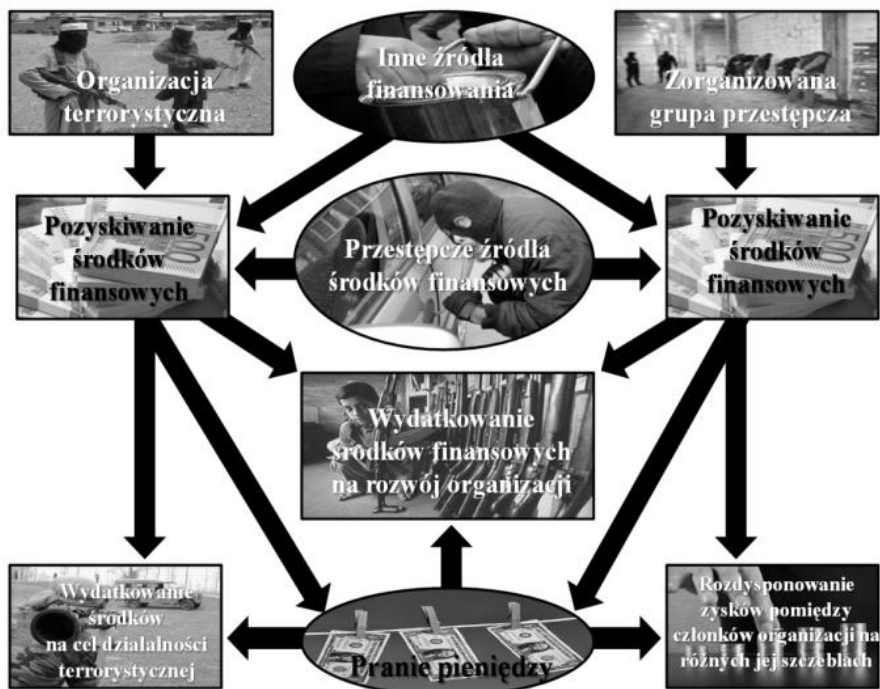 Organizacja
terrorystyczna
Inne źródła
finansowania
Zorganizowana
grupa przestępcza
Pozyskiwanie
środków
finansowych
Przestępcze źródła
środków finansowych
Pozyskiwanie
środków
finansowych
Wydatkowanie
środków finansowych
na rozwój organizacji
Wydatkowanie
środków
na cel działalności
terrorystycznej
Pranie pieniędzy
Rozdysponowanie
zysków pomiędzy
członków organizacji na
różnych jej szczeblach